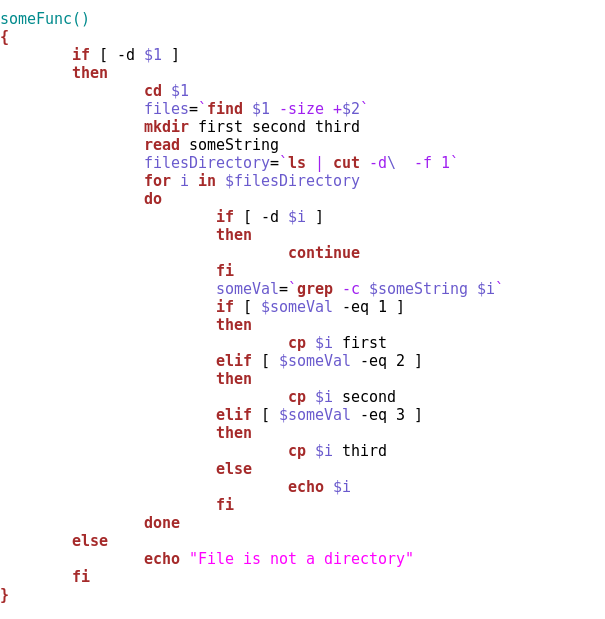 someFunc()
{
        if [ -d $1 ]
        then
                cd $1
                files=`find $1 -size +$2`
                mkdir first second third
                read someString
                filesDirectory=`ls | cut -d\  -f 1`
                for i in $filesDirectory
                do
                        if [ -d $i ]
                        then
                                continue
                        fi
                        someVal=`grep -c $someString $i`
                        if [ $someVal -eq 1 ]
                        then
                                cp $i first
                        elif [ $someVal -eq 2 ]
                        then
                                cp $i second
                        elif [ $someVal -eq 3 ]
                        then
                                cp $i third
                        else
                                echo $i
                        fi
                done
        else
                echo "File is not a directory"
        fi
}